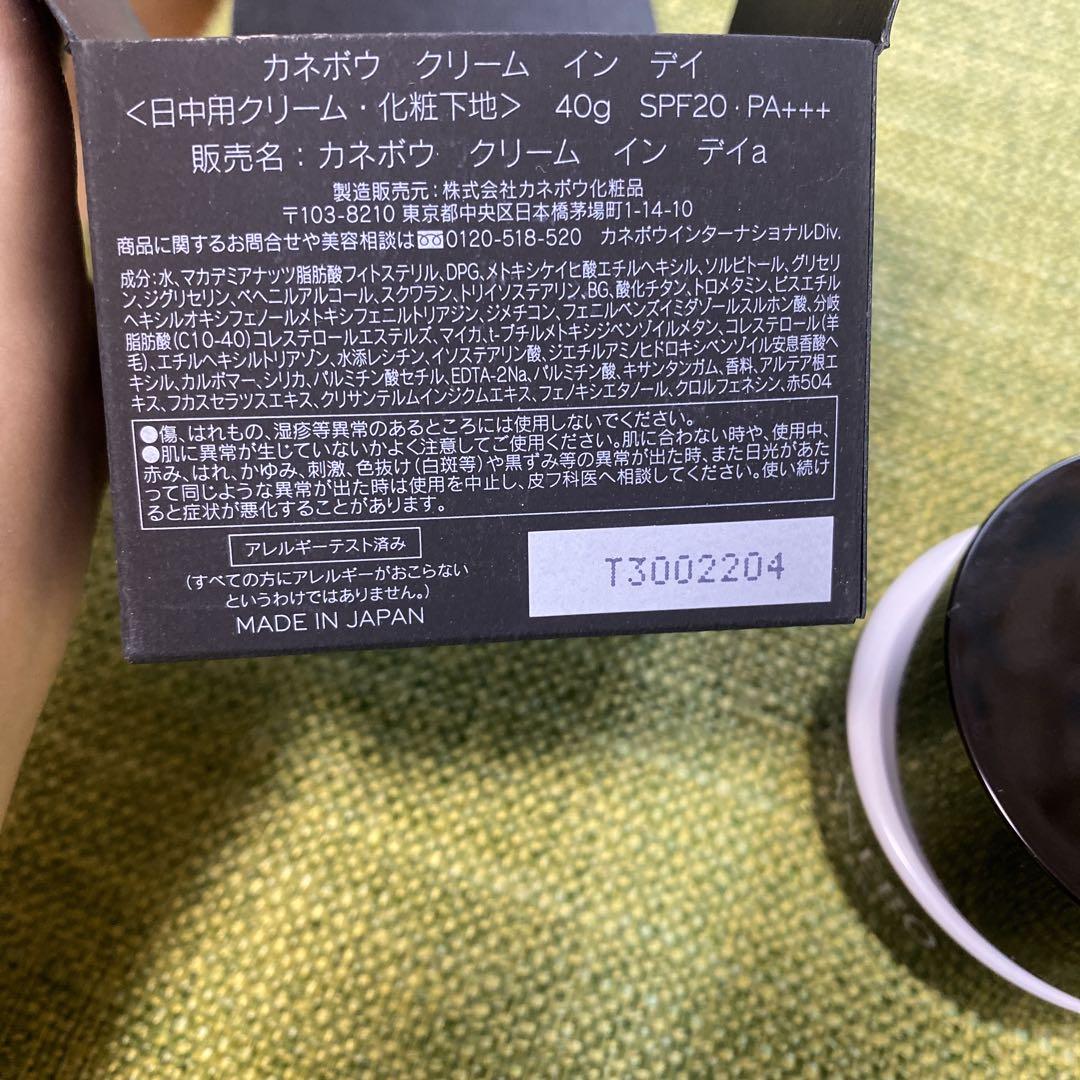 カネボウ クリーム イン デイ
<日中用クリーム・化粧下地> 40g SPF20・PA+++
販売名：カネボウ クリーム イン デイa
製造販売元：株式会社カネボウ化粧品
〒103-8210 東京都中央区日本橋茅場町1-14-10
商品に関するお問合せや美容相談は 0120-518-520 カネボウインターナショナルDiv.
成分：水、マカデミアナッツ脂肪酸フィトステリル、DPG、メトキシケイヒ酸エチルヘキシル、ソルビトール、グリセリ
ン、ジグリセリン、ベヘニルアルコール、スクワラン、トリイソステアリン、BG、酸化チタン、トロメタミン、ビスエチル
ヘキシルオキシフェノールメトキシフェニルトリアジン、ジメチコン、フェニルベンズイミダゾールスルホン酸、分岐
脂肪酸(C10-40)コレステロールエステルズ、マイカ、t-ブチルメトキシジベンゾイルメタン、コレステロール(羊
毛)、エチルヘキシルトリアゾン、水添レシチン、イソステアリン酸、ジエチルアミノヒドロキシベンゾイル安息香酸ヘ
キシル、カルボマー、シリカ、パルミチン酸セチル、EDTA-2Na、パルミチン酸、キサンタンガム、香料、アルテア根エ
キス、フカスセラツスエキス、クリサンテルムインジクムエキス、フェノキシエタノール、クロルフェネシン、赤504
●傷、はれもの、湿疹等異常のあるところには使用しないでください。
●肌に異常が生じていないかよく注意してご使用ください。肌に合わない時や、使用中、
赤み、はれ、かゆみ、刺激、色抜け(白斑等)や黒ずみ等の異常が出た時、また日光があた
って同じような異常が出た時は使用を中止し、皮フ科医へ相談してください。使い続け
ると症状が悪化することがあります。
アレルギーテスト済み
(すべての方にアレルギーがおこらない
というわけではありません。)
MADE IN JAPAN
T3002204